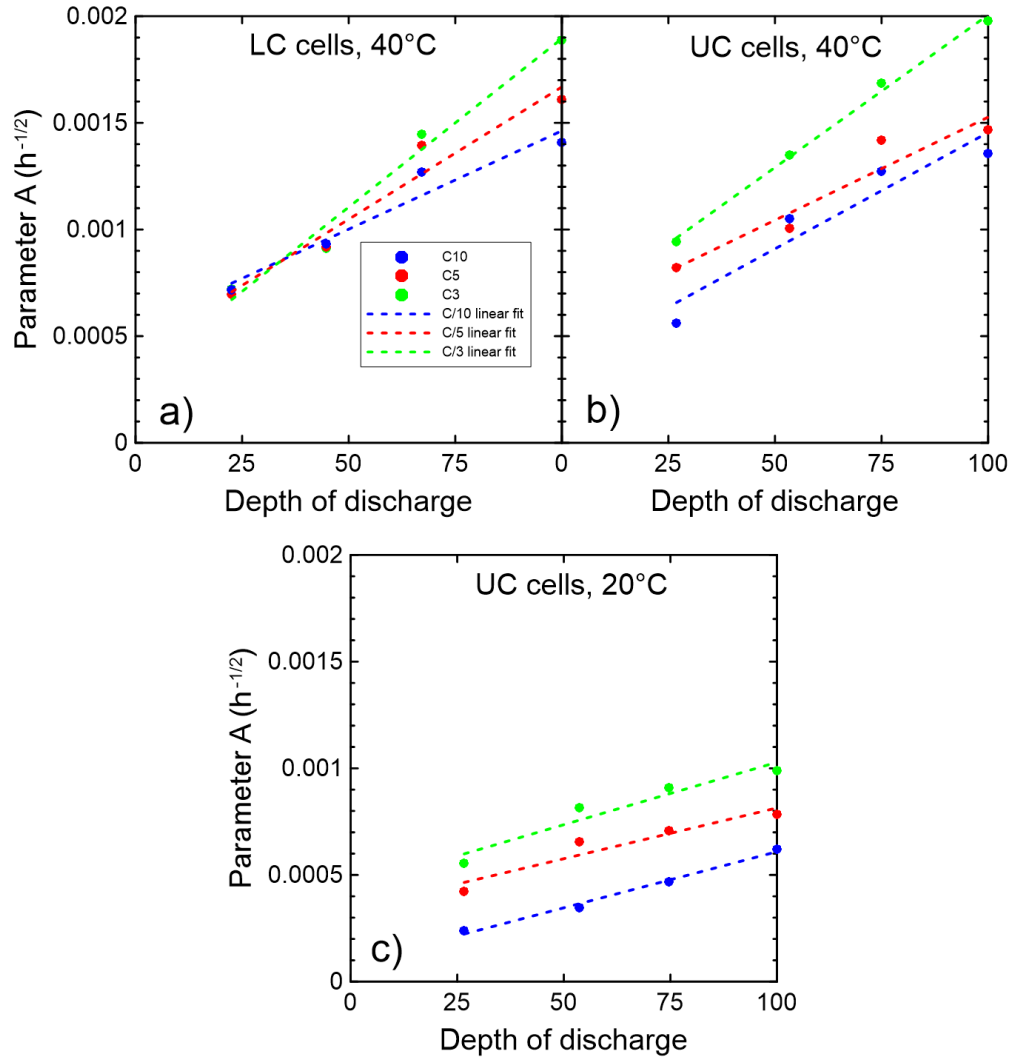 LC cells, 40°C
UC cells, 40°C
0.002
0.0015
0.001
0.0005
0
Parameter A (h-1/2)
C10
C5
C3
C/10 linear fit
C/5 linear fit
C/3 linear fit
a)
b)
0 25 50 75 0 25 50 75 100
Depth of discharge
Depth of discharge
UC cells, 20°C
0.002
0.0015
0.001
0.0005
0
Parameter A (h-1/2)
c)
0 25 50 75 100
Depth of discharge